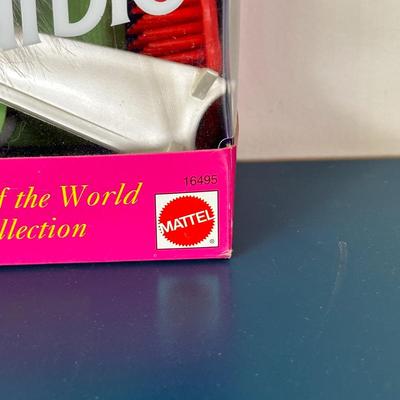 16495
of the World
Collection
MATTEL
®